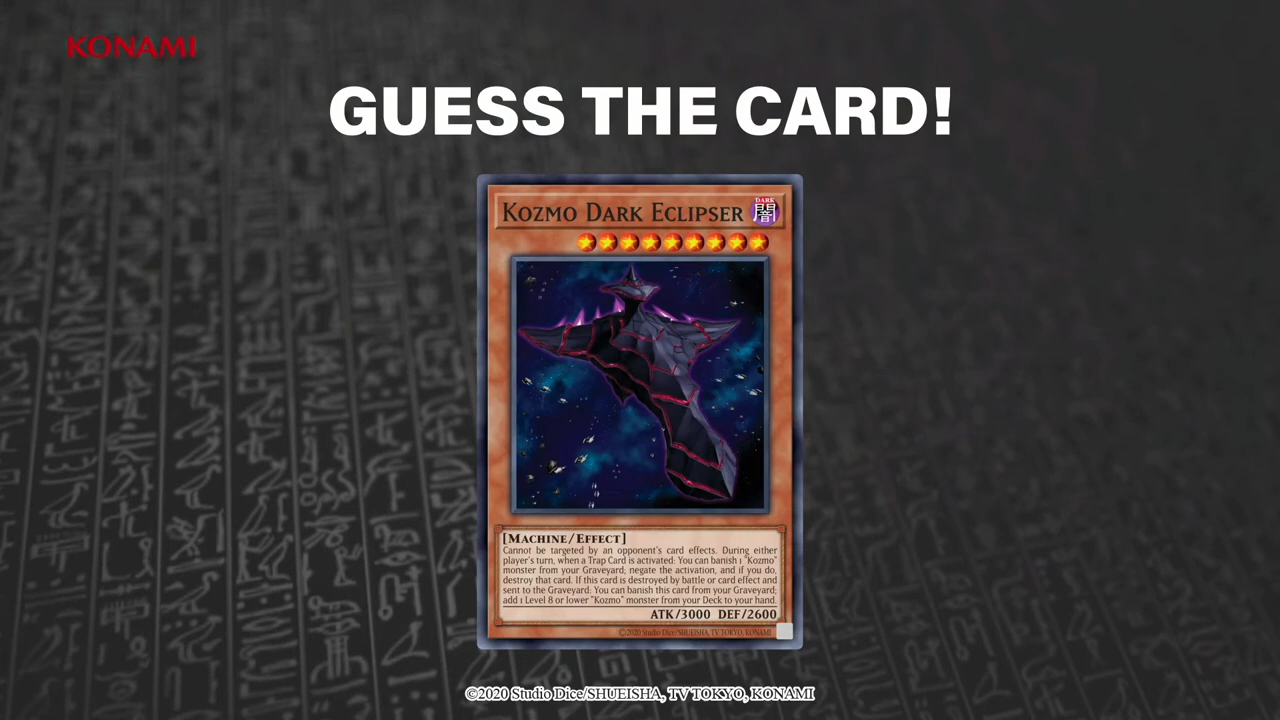 KONAMI
GUESS THE CARD!
KOZMO DARK ECLIPSER
DARK
闇
[MACHINE/EFFECT]
Cannot be targeted by an opponent's card effects. During either
player's turn, when a Trap Card is activated: You can banish 1 "Kozmo"
monster from your Graveyard; negate the activation, and if you do,
destroy that card. If this card is destroyed by battle or card effect and
sent to the Graveyard: You can banish this card from your Graveyard;
add 1 Level 8 or lower "Kozmo" monster from your Deck to your hand.
ATK/3000 DEF/2600
©2020 Studio Dice/SHUEISHA, TV TOKYO, KONAMI
©2020 Studio Dice/SHUEISHA, TV TOKYO, KONAMI